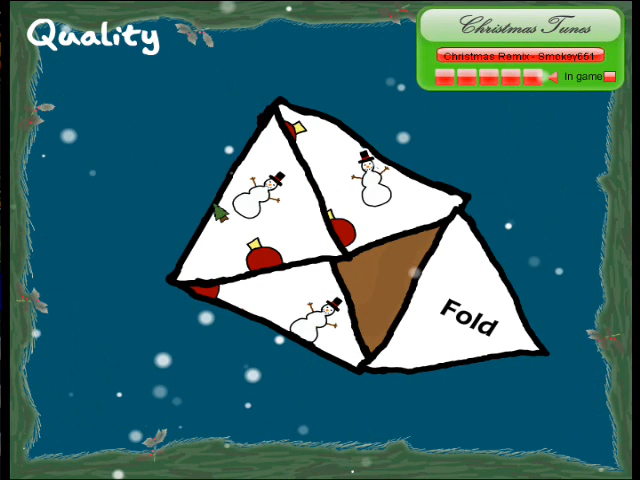 Quality
Christmas Tunes
Christmas Remix- Smokey651
In game
Fold